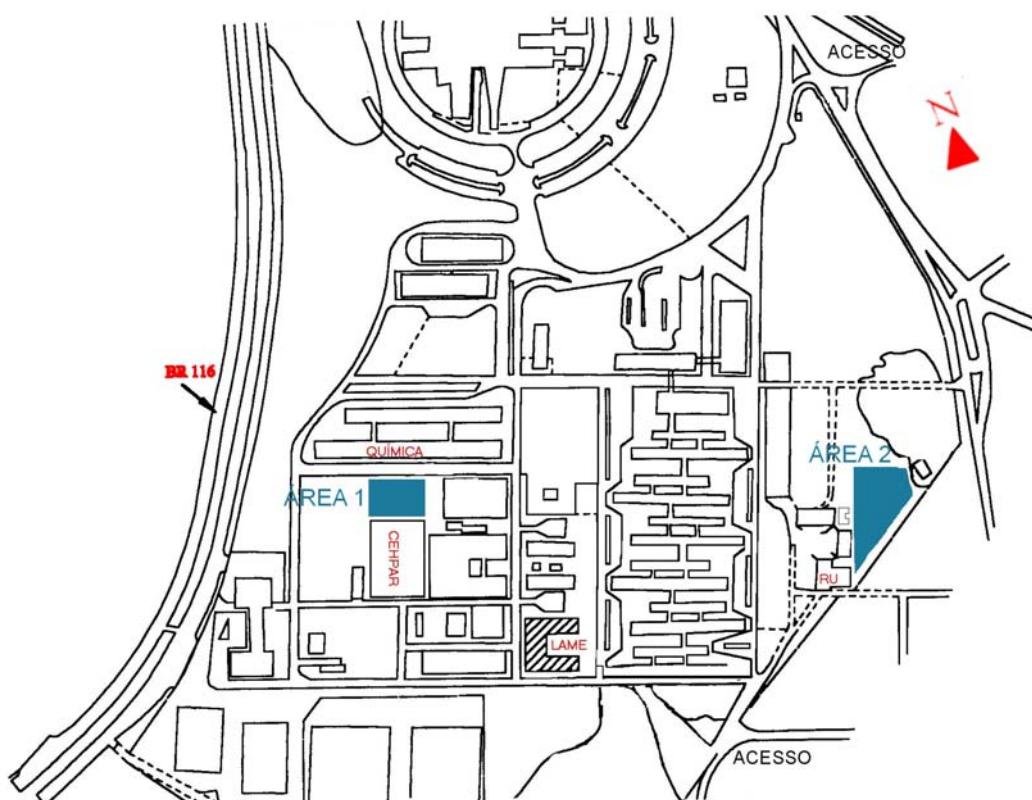 ACESSO
N
BR 116
QUÍMICA
ÁREA 2
ÁREA 1
CEHPAR
RU
LAME
ACESSO